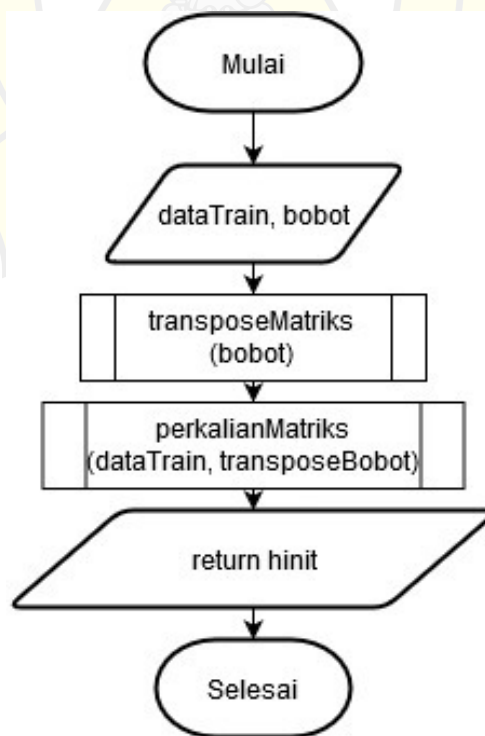 Mulai
dataTrain, bobot
transposeMatriks
(bobot)
perkalianMatriks
(dataTrain, transposeBobot)
return hinit
Selesai